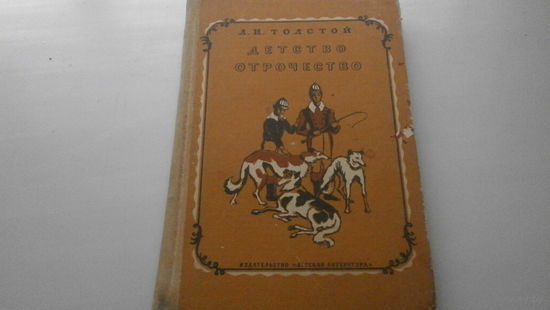 Л. Н. ТОЛСТОЙ
ДЕТСТВО
ОТРОЧЕСТВО
ИЗДАТЕЛЬСТВО «ДЕТСКАЯ ЛИТЕРАТУРА»